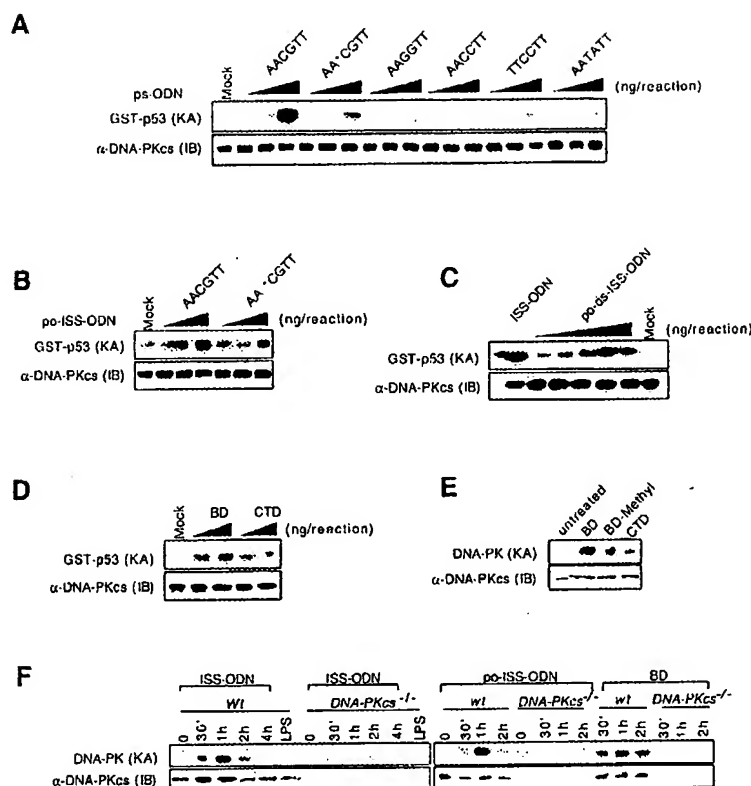 A
Mock AACGTT AA*CGTT AAGGTT AACCTT TTCCTT AATATT
ps-ODN (ng/reaction)
GST-p53 (KA)
α-DNA-PKcs (IB)
B
Mock AACGTT AA*CGTT
po-ISS-ODN (ng/reaction)
GST-p53 (KA)
α-DNA-PKcs (IB)
C
ISS-ODN po-ds-ISS-ODN Mock
(ng/reaction)
GST-p53 (KA)
α-DNA-PKcs (IB)
D
Mock BD CTD
(ng/reaction)
GST-p53 (KA)
α-DNA-PKcs (IB)
E
untreated BD BD-Methyl CTD
DNA-PK (KA)
α-DNA-PKcs (IB)
F
ISS-ODN ISS-ODN po-ISS-ODN BD
Wt DNA-PKcs-/- wt DNA-PKcs-/- wt DNA-PKcs-/-
0 30' 1h 2h 4h LPS 0 30' 1h 2h 4h LPS 0 30' 1h 2h 0 30' 1h 2h 30' 1h 2h 30' 1h 2h
DNA-PK (KA)
α-DNA-PKcs (IB)